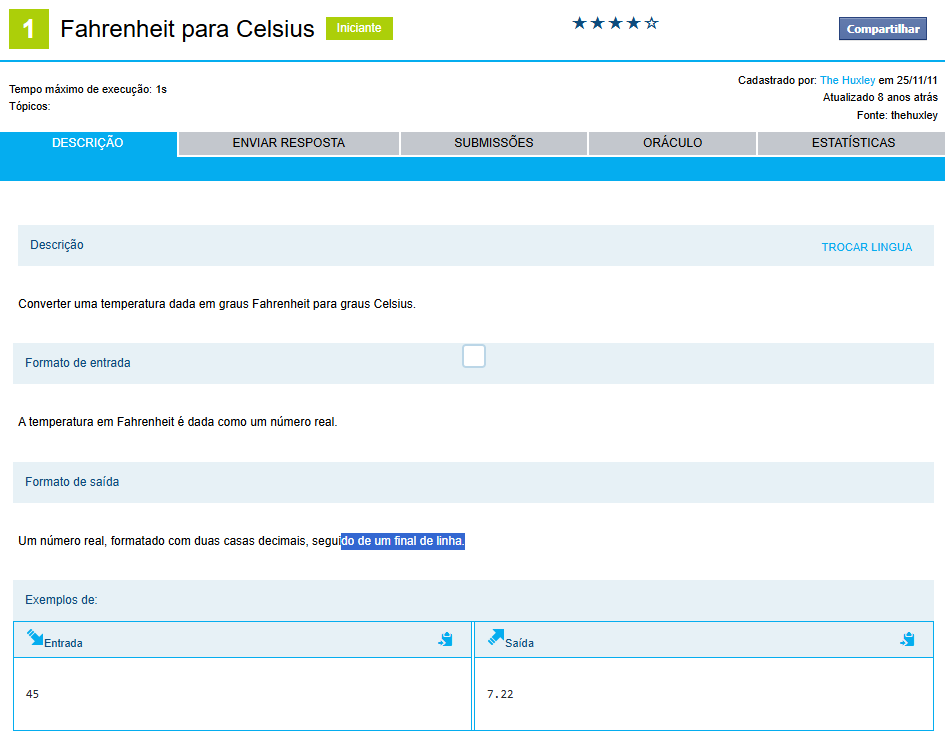 1 Fahrenheit para Celsius Iniciante Compartilhar
Tempo máximo de execução: 1s
Tópicos:
Cadastrado por: The Huxley em 25/11/11
Atualizado 8 anos atrás
Fonte: thehuxley
DESCRIÇÃO ENVIAR RESPOSTA SUBMISSÕES ORÁCULO ESTATÍSTICAS
Descrição TROCAR LINGUA
Converter uma temperatura dada em graus Fahrenheit para graus Celsius.
Formato de entrada
A temperatura em Fahrenheit é dada como um número real.
Formato de saída
Um número real, formatado com duas casas decimais, seguido de um final de linha.
Exemplos de:
Entrada Saída
45 7.22